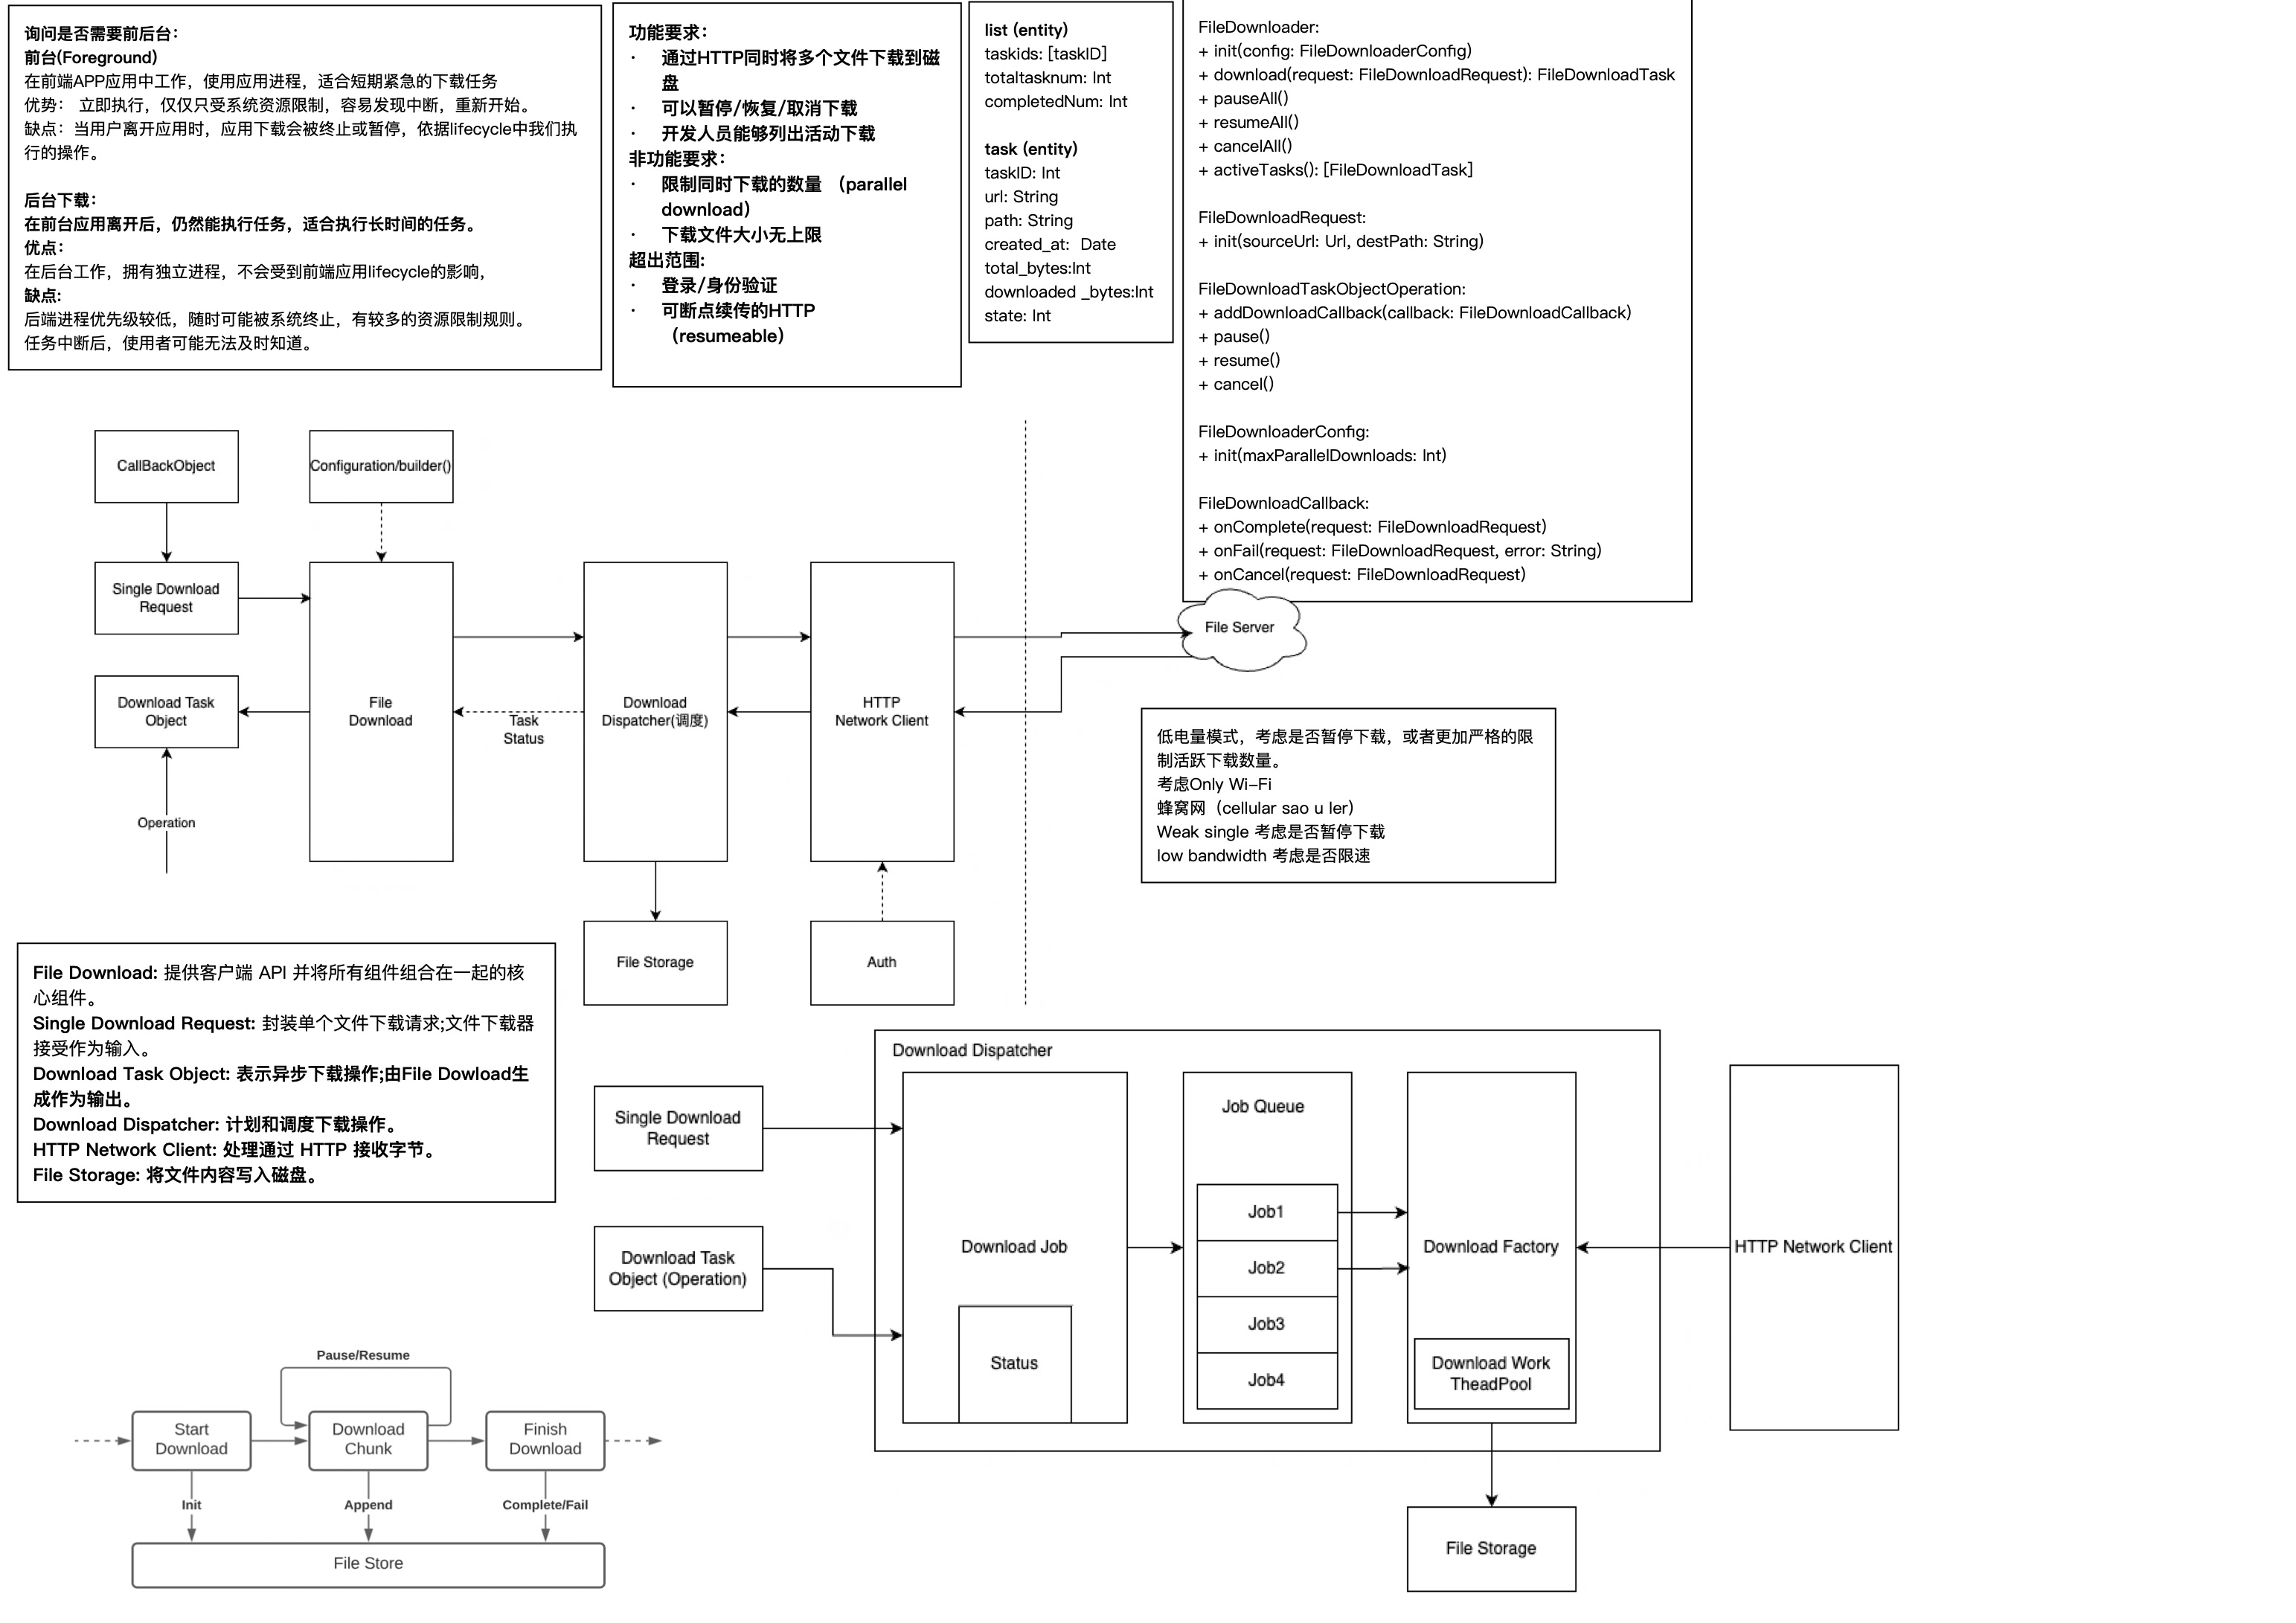 询问是否需要前后台：
前台(Foreground)
在前端APP应用中工作，使用应用进程，适合短期紧急的下载任务
优势： 立即执行，仅仅只受系统资源限制，容易发现中断，重新开始。
缺点：当用户离开应用时，应用下载会被终止或暂停，依据lifecycle中我们执
行的操作。
后台下载：
在前台应用离开后，仍然能执行任务，适合执行长时间的任务。
优点：
在后台工作，拥有独立进程，不会受到前端应用lifecycle的影响，
缺点:
后端进程优先级较低，随时可能被系统终止，有较多的资源限制规则。
任务中断后，使用者可能无法及时知道。
功能要求：
· 通过HTTP同时将多个文件下载到磁
盘
· 可以暂停/恢复/取消下载
· 开发人员能够列出活动下载
非功能要求：
· 限制同时下载的数量 （parallel
download）
· 下载文件大小无上限
超出范围:
· 登录/身份验证
· 可断点续传的HTTP
（resumeable）
list (entity)
taskids: [taskID]
totaltasknum: Int
completedNum: Int
task (entity)
taskID: Int
url: String
path: String
created_at: Date
total_bytes:Int
downloaded _bytes:Int
state: Int
FileDownloader:
+ init(config: FileDownloaderConfig)
+ download(request: FileDownloadRequest): FileDownloadTask
+ pauseAll()
+ resumeAll()
+ cancelAll()
+ activeTasks(): [FileDownloadTask]
FileDownloadRequest:
+ init(sourceUrl: Url, destPath: String)
FileDownloadTaskObjectOperation:
+ addDownloadCallback(callback: FileDownloadCallback)
+ pause()
+ resume()
+ cancel()
FileDownloaderConfig:
+ init(maxParallelDownloads: Int)
FileDownloadCallback:
+ onComplete(request: FileDownloadRequest)
+ onFail(request: FileDownloadRequest, error: String)
+ onCancel(request: FileDownloadRequest)
CallBackObject
Configuration/builder()
Single Download
Request
Download Task
Object
Operation
File
Download
Task
Status
Download
Dispatcher(调度)
HTTP
Network Client
File Server
File Storage
Auth
低电量模式，考虑是否暂停下载，或者更加严格的限
制活跃下载数量。
考虑Only Wi-Fi
蜂窝网（cellular sao u ler）
Weak single 考虑是否暂停下载
low bandwidth 考虑是否限速
File Download: 提供客户端 API 并将所有组件组合在一起的核
心组件。
Single Download Request: 封装单个文件下载请求;文件下载器
接受作为输入。
Download Task Object: 表示异步下载操作;由File Dowload生
成作为输出。
Download Dispatcher: 计划和调度下载操作。
HTTP Network Client: 处理通过 HTTP 接收字节。
File Storage: 将文件内容写入磁盘。
Download Dispatcher
Single Download
Request
Download Task
Object (Operation)
Download Job
Status
Job Queue
Job1
Job2
Job3
Job4
Download Factory
Download Work
TheadPool
HTTP Network Client
File Storage
Pause/Resume
Start
Download
Download
Chunk
Finish
Download
Init
Append
Complete/Fail
File Store